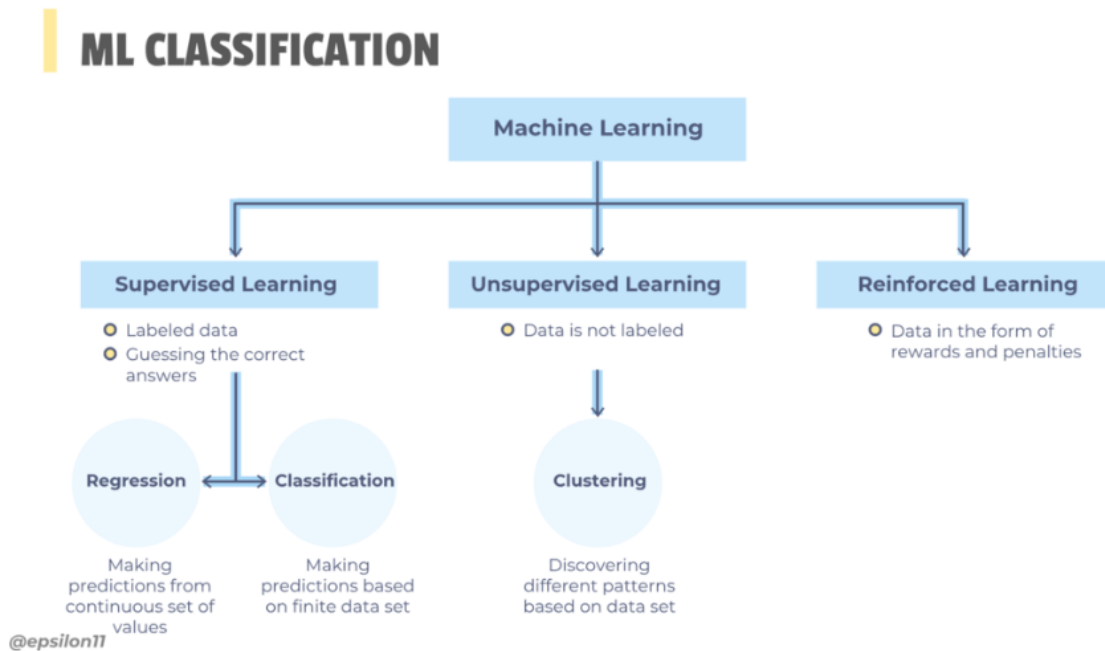 ML CLASSIFICATION
Machine Learning
Supervised Learning
Labeled data
Guessing the correct
answers
Regression
Making
predictions from
continuous set of
values
Classification
Making
predictions based
on finite data set
Unsupervised Learning
Data is not labeled
Clustering
Discovering
different patterns
based on data set
Reinforced Learning
Data in the form of
rewards and penalties
@epsilon11